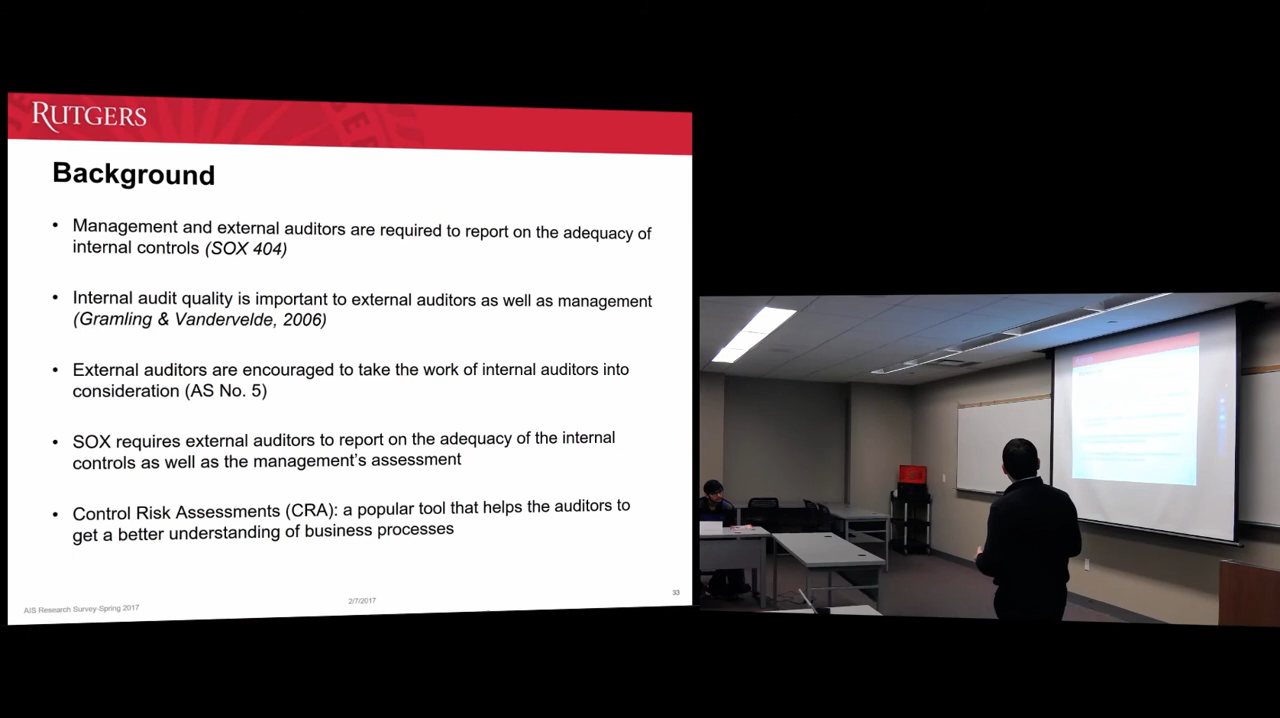 RUTGERS
Background
• Management and external auditors are required to report on the adequacy of
internal controls (SOX 404)
• Internal audit quality is important to external auditors as well as management
(Gramling & Vandervelde, 2006)
• External auditors are encouraged to take the work of internal auditors into
consideration (AS No. 5)
• SOX requires external auditors to report on the adequacy of the internal
controls as well as the management's assessment
• Control Risk Assessments (CRA): a popular tool that helps the auditors to
get a better understanding of business processes
AIS Research Survey-Spring 2017
2/7/2017
33